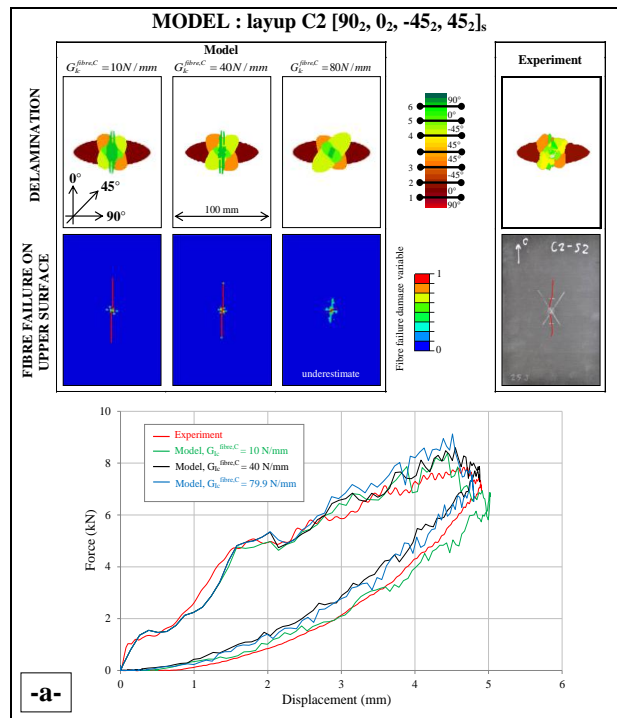 MODEL : layup C2 [90₂, 0₂, -45₂, 45₂]ₛ
Model
G_Ic^fibre,C = 10N / mm
G_Ic^fibre,C = 40N / mm
G_Ic^fibre,C = 80N / mm
Experiment
DELAMINATION
0°
45°
90°
100 mm
6
5
4
3
2
1
90°
0°
-45°
45°
45°
-45°
0°
90°
FIBRE FAILURE ON
UPPER SURFACE
underestimate
Fibre failure damage variable
1
0
C2-S2
Experiment
Model, G_Ic^fibre,C = 10 N/mm
Model, G_Ic^fibre,C = 40 N/mm
Model, G_Ic^fibre,C = 79.9 N/mm
Force (kN)
10
8
6
4
2
0
0 1 2 3 4 5 6
Displacement (mm)
-a-